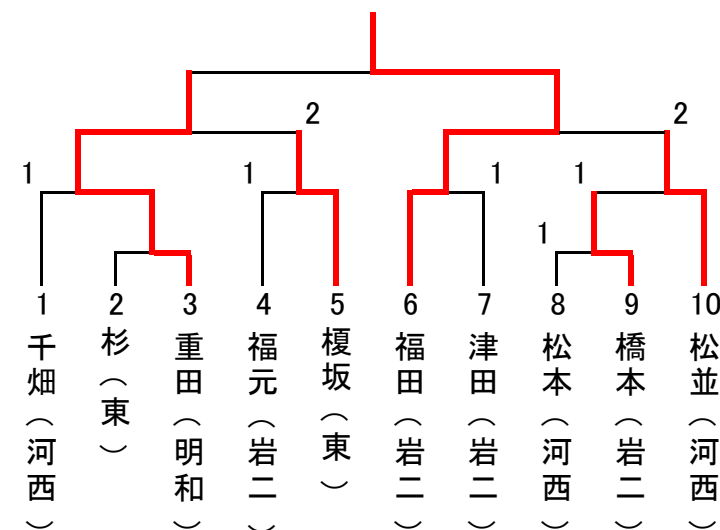 2
2
1
1
1
1
1
1
2
3
4
5
6
7
8
9
10
千畑（河西）
杉（東）
重田（明和）
福元（岩二）
榎坂（東）
福田（岩二）
津田（岩二）
松本（河西）
橋本（岩二）
松並（河西）